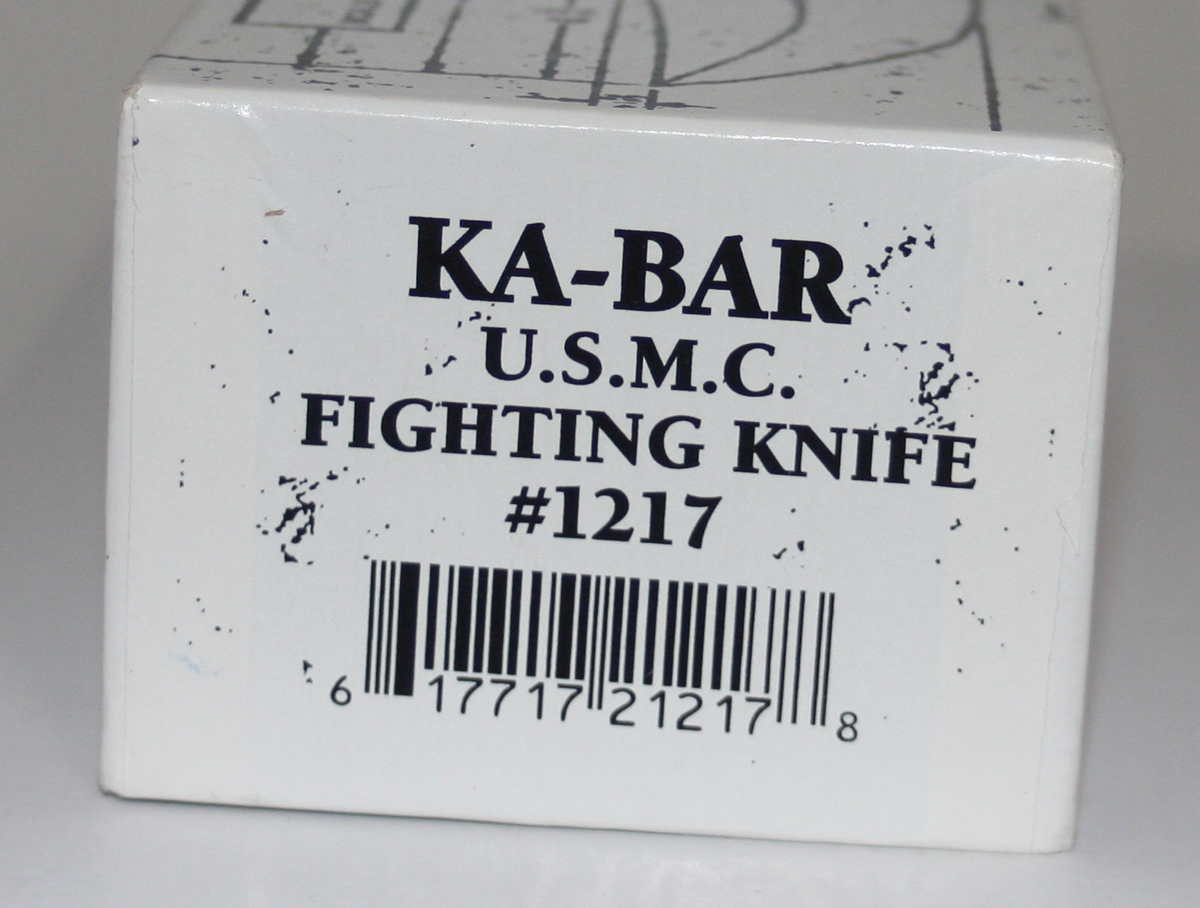 KA-BAR
U.S.M.C.
FIGHTING KNIFE
#1217
6 17717 21217 8